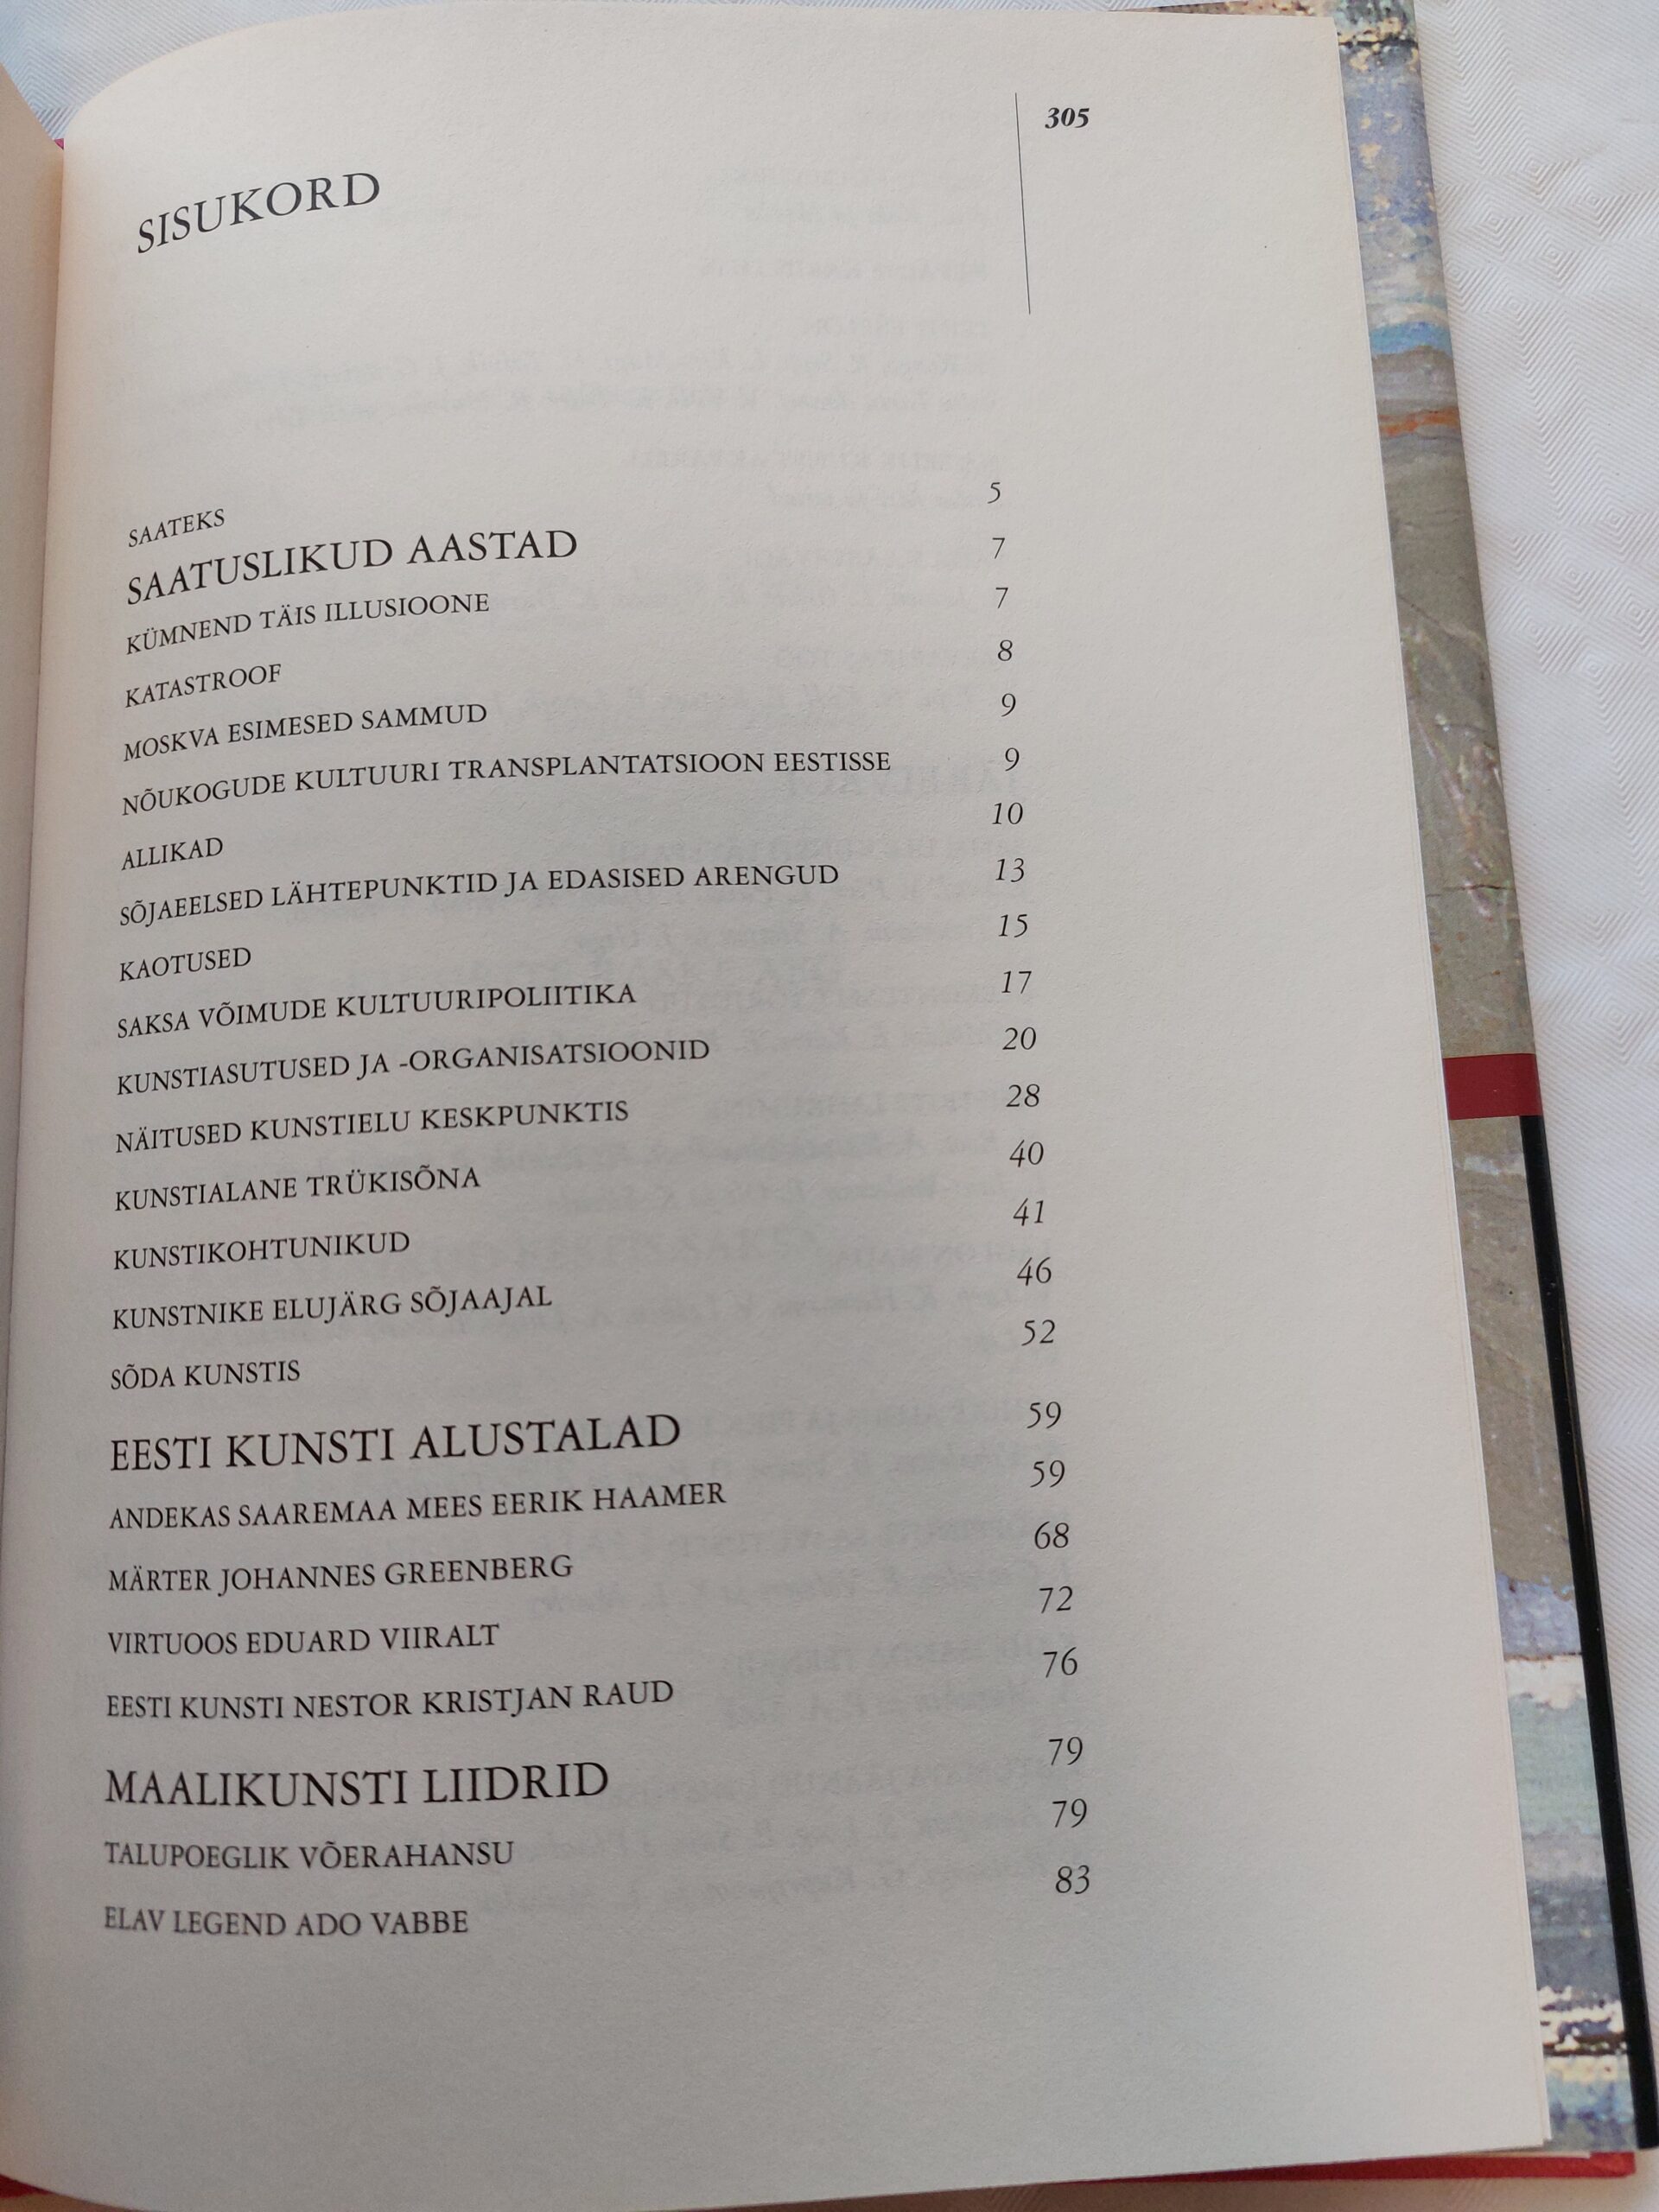 305
SISUKORD
SAATEKS 5
SAATUSLIKUD AASTAD 7
KÜMNEND TÄIS ILLUSIOONE 7
KATASTROOF 8
MOSKVA ESIMESED SAMMUD 9
NÕUKOGUDE KULTUURI TRANSPLANTATSIOON EESTISSE 9
ALLIKAD 10
SÕJAEELSED LÄHTEPUNKTID JA EDASISED ARENGUD 13
KAOTUSED 15
SAKSA VÕIMUDE KULTUURIPOLIITIKA 17
KUNSTIASUTUSED JA -ORGANISATSIOONID 20
NÄITUSED KUNSTIELU KESKPUNKTIS 28
KUNSTIALANE TRÜKISÕNA 40
KUNSTIKOHTUNIKUD 41
KUNSTNIKE ELUJÄRG SÕJAAJAL 46
SÕDA KUNSTIS 52
EESTI KUNSTI ALUSTALAD 59
ANDEKAS SAAREMAA MEES EERIK HAAMER 59
MÄRTER JOHANNES GREENBERG 68
VIRTUOOS EDUARD VIIRALT 72
EESTI KUNSTI NESTOR KRISTJAN RAUD 76
MAALIKUNSTI LIIDRID 79
TALUPOEGLIK VÕERAHANSU 79
ELAV LEGEND ADO VABBE 83